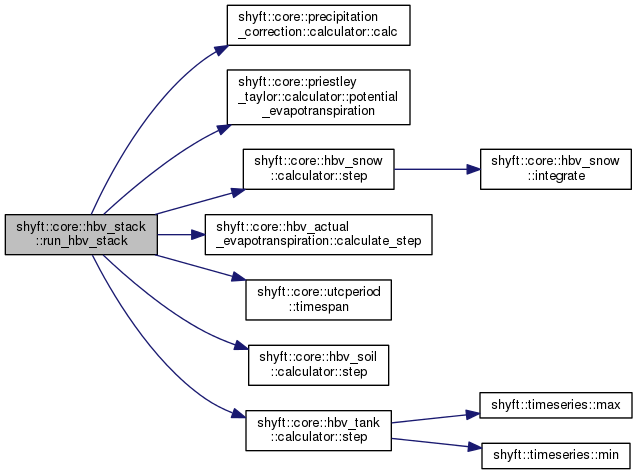 shyft::core::precipitation
_correction::calculator::calc
shyft::core::priestley
_taylor::calculator::potential
_evapotranspiration
shyft::core::hbv_snow
::calculator::step
shyft::core::hbv_snow
::integrate
shyft::core::hbv_stack
::run_hbv_stack
shyft::core::hbv_actual
_evapotranspiration::calculate_step
shyft::core::utcperiod
::timespan
shyft::core::hbv_soil
::calculator::step
shyft::core::hbv_tank
::calculator::step
shyft::timeseries::max
shyft::timeseries::min